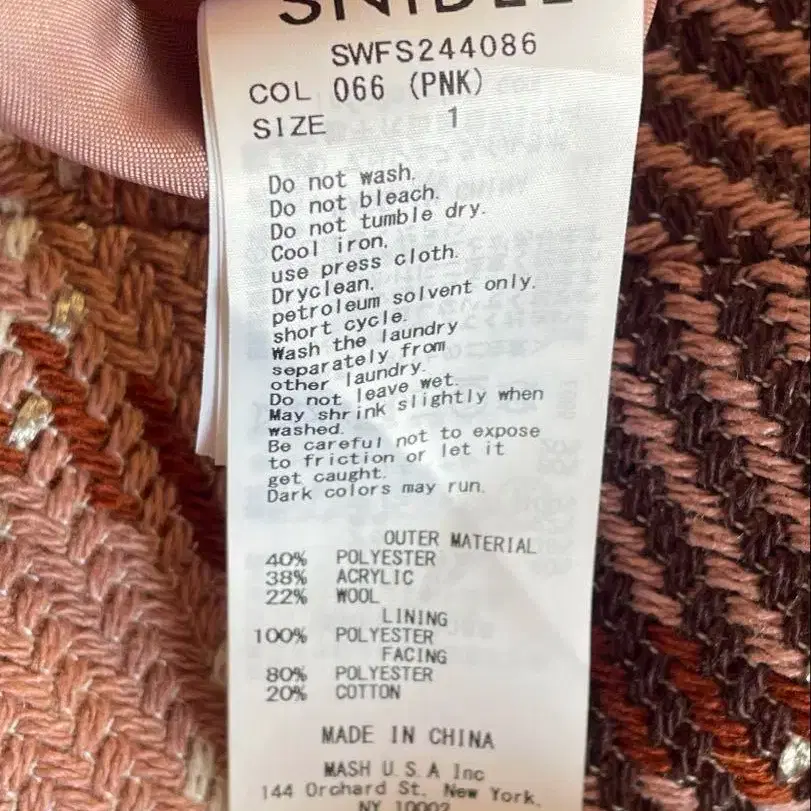 SNIDEL
SWFS244086
COL 066 (PNK)
SIZE 1
Do not wash.
Do not bleach.
Do not tumble dry.
Cool iron.
use press cloth.
Dryclean.
petroleum solvent only.
short cycle.
Wash the laundry
separately from
other laundry.
Do not leave wet.
May shrink slightly when
washed.
Be careful not to expose
to friction or let it
get caught.
Dark colors may run.
OUTER MATERIAL
40% POLYESTER
38% ACRYLIC
22% WOOL
LINING
100% POLYESTER
FACING
80% POLYESTER
20% COTTON
MADE IN CHINA
MASH U.S.A Inc
144 Orchard St, New York,
NY 10002